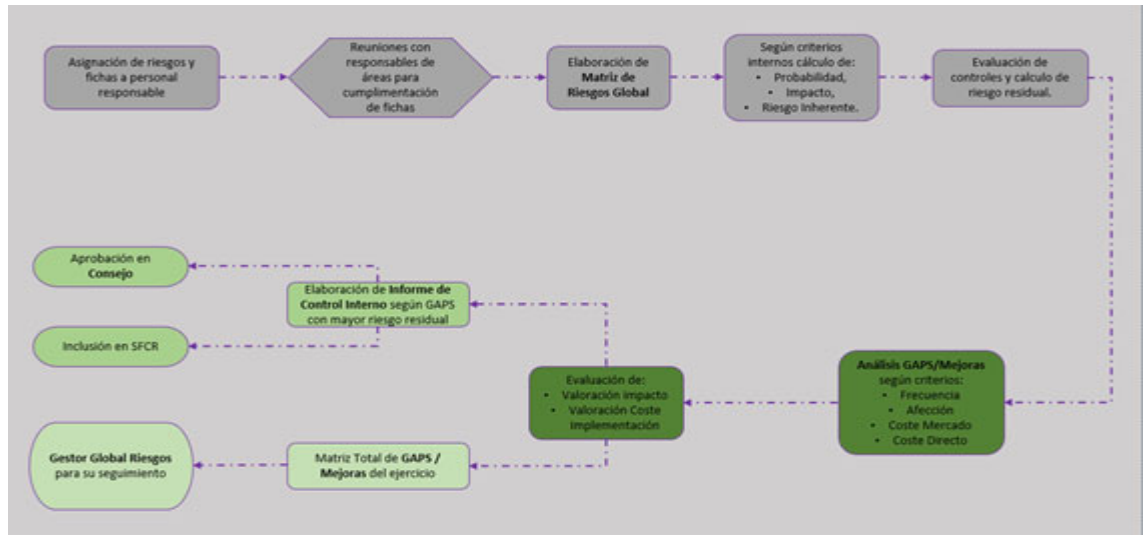 Asignación de riesgos y
fichas a personal
responsable
Reuniones con
responsables de
áreas para
cumplimentación
de fichas
Elaboración de
Matriz de
Riesgos Global
Según criterios
internos cálculo de:
• Probabilidad,
• Impacto,
• Riesgo Inherente.
Evaluación de
controles y calculo de
riesgo residual.
Análisis GAPS/Mejoras
según criterios:
• Frecuencia
• Afección
• Coste Mercado
• Coste Directo
Evaluación de:
• Valoración impacto
• Valoración Coste
implementación
Elaboración de Informe de
Control Interno según GAPS
con mayor riesgo residual
Aprobación en
Consejo
Inclusión en SFCR
Matriz Total de GAPS /
Mejoras del ejercicio
Gestor Global Riesgos
para su seguimiento